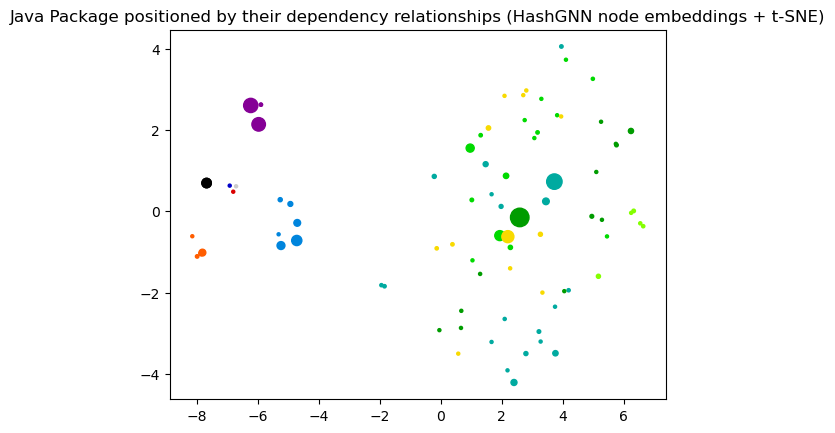 Java Package positioned by their dependency relationships (HashGNN node embeddings + t-SNE)
4
2
0
−2
−4
−8 −6 −4 −2 0 2 4 6